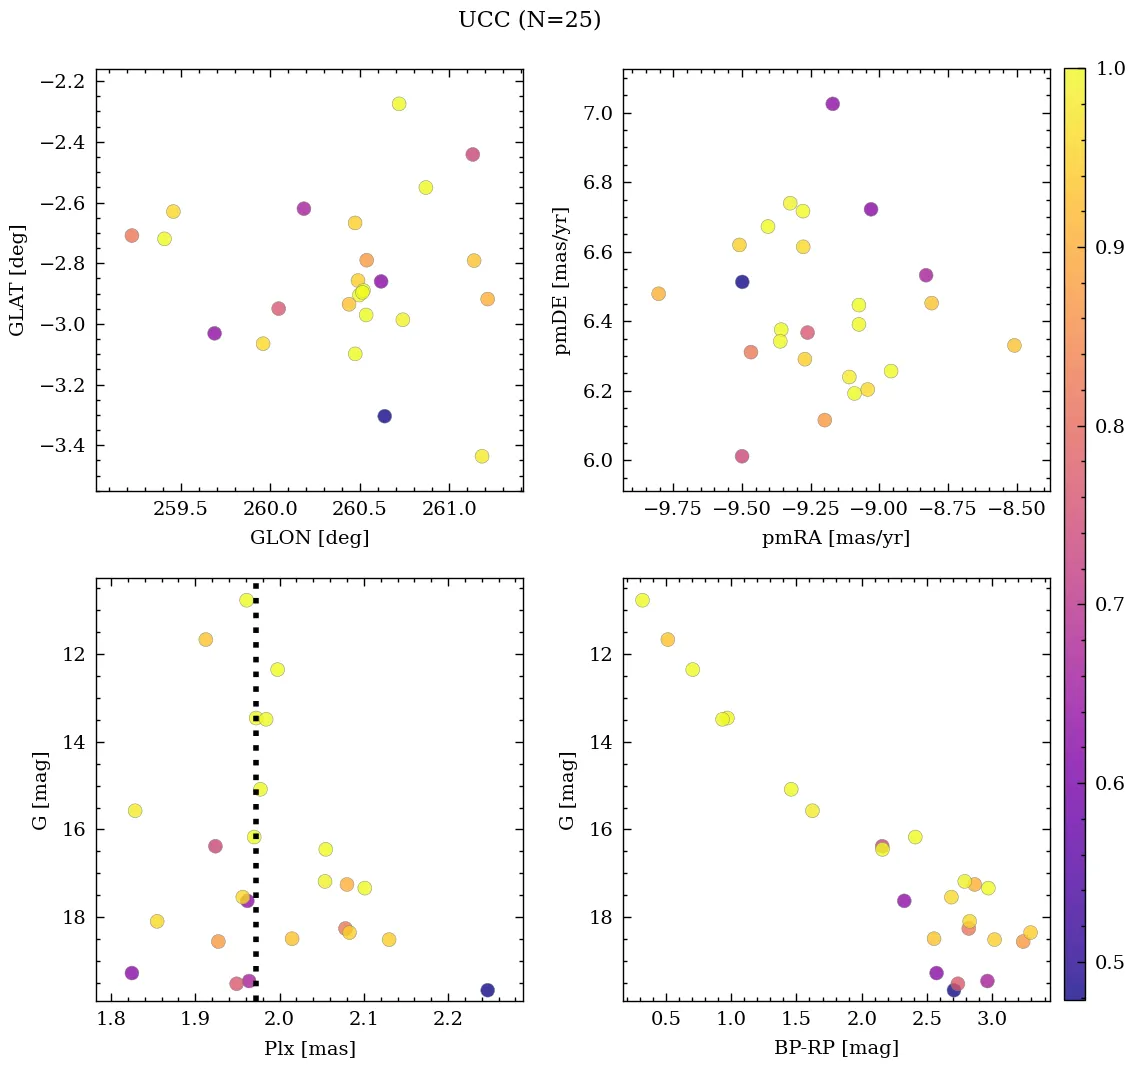 UCC (N=25)
−2.2
−2.4
−2.6
−2.8
−3.0
−3.2
−3.4
GLAT [deg]
259.5 260.0 260.5 261.0
GLON [deg]
7.0
6.8
6.6
6.4
6.2
6.0
pmDE [mas/yr]
−9.75 −9.50 −9.25 −9.00 −8.75 −8.50
pmRA [mas/yr]
12
14
16
18
G [mag]
1.8 1.9 2.0 2.1 2.2
Plx [mas]
12
14
16
18
G [mag]
0.5 1.0 1.5 2.0 2.5 3.0
BP-RP [mag]
1.0
0.9
0.8
0.7
0.6
0.5